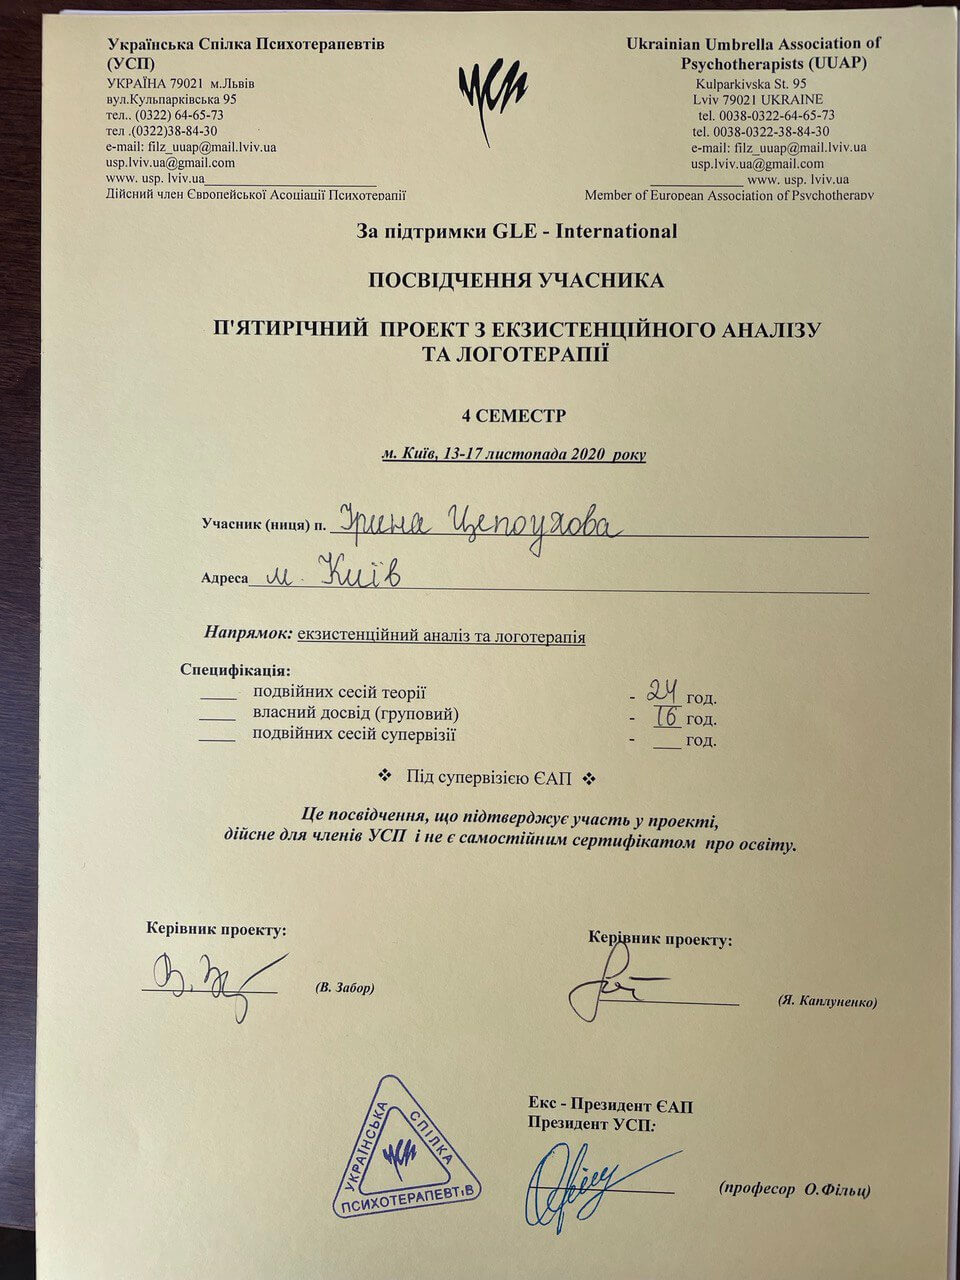 Українська Спілка Психотерапевтів
(УСП)
УКРАЇНА 79021 м.Львів
вул.Кульпарківська 95
тел.. (0322) 64-65-73
тел .(0322)38-84-30
e-mail: filz_uuap@mail.lviv.ua
usp.lviv.ua@gmail.com
www. usp. lviv.ua
Дійсний член Європейської Асоціації Психотерапії
усп
Ukrainian Umbrella Association of
Psychotherapists (UUAP)
Kulparkivska St. 95
Lviv 79021 UKRAINE
tel. 0038-0322-64-65-73
tel. 0038-0322-38-84-30
e-mail: filz_uuap@mail.lviv.ua
usp.lviv.ua@gmail.com
www. usp. lviv.ua
Member of European Association of Psychotherapy
За підтримки GLE - International
ПОСВІДЧЕННЯ УЧАСНИКА
П'ЯТИРІЧНИЙ ПРОЕКТ З ЕКЗИСТЕНЦІЙНОГО АНАЛІЗУ
ТА ЛОГОТЕРАПІЇ
4 СЕМЕСТР
м. Київ, 13-17 листопада 2020 року
Учасник (ниця) п. Ірина Цепоухова
Адреса м. Київ
Напрямок: екзистенційний аналіз та логотерапія
Специфікація:
____ подвійних сесій теорії - 24 год.
____ власний досвід (груповий) - 16 год.
____ подвійних сесій супервізії - ___ год.
❖ Під супервізією ЄАП ❖
Це посвідчення, що підтверджує участь у проекті,
дійсне для членів УСП і не є самостійним сертифікатом про освіту.
Керівник проекту:
(В. Забор)
Керівник проекту:
(Я. Каплуненко)
УКРАЇНСЬКА СПІЛКА ПСИХОТЕРАПЕВТІВ
усп
Екс - Президент ЄАП
Президент УСП:
(професор О.Фільц)